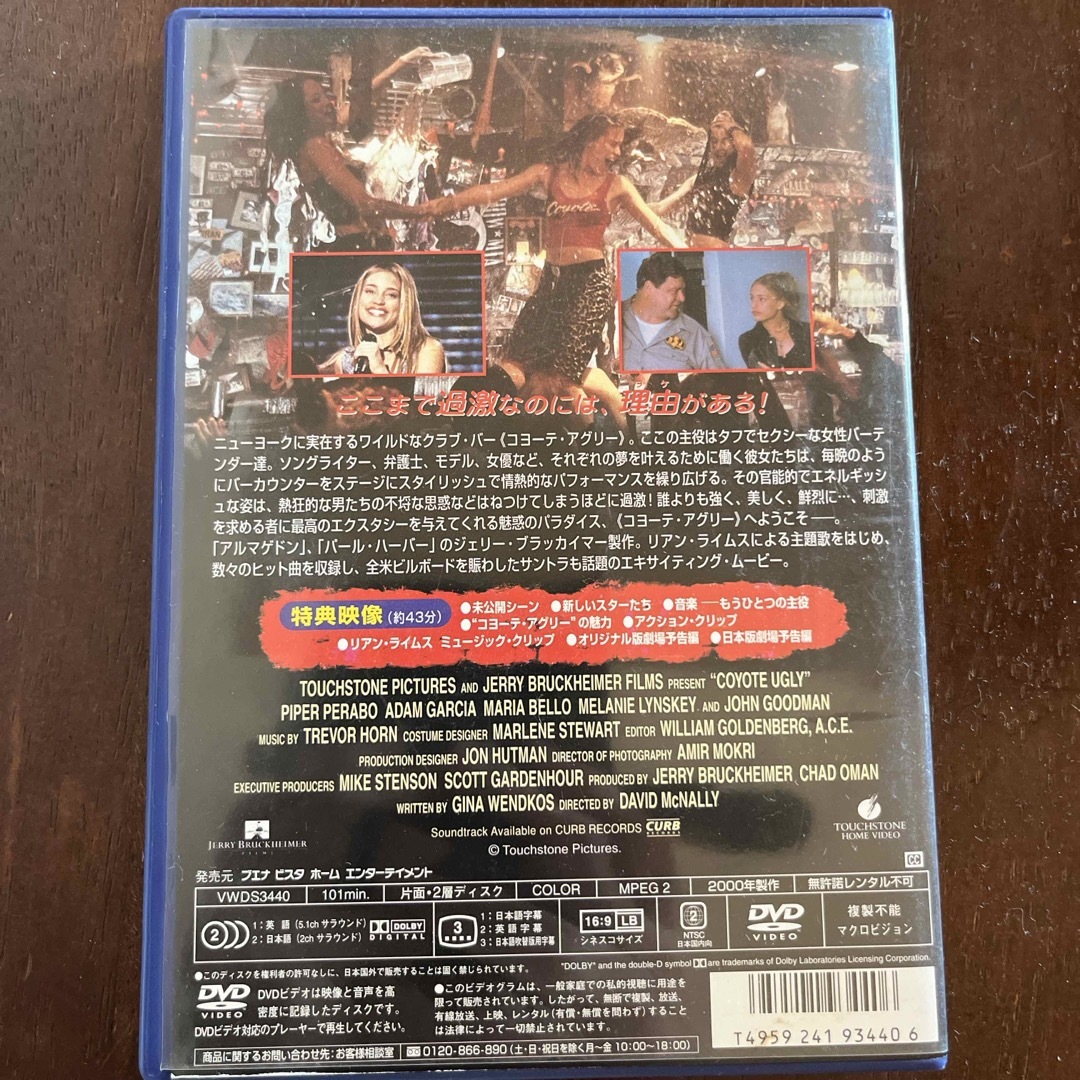 Coyote
ワケ
ここまで過激なのには、理由がある!
ニューヨークに実在するワイルドなクラブ・バー《コヨーテ・アグリー》。ここの主役はタフでセクシーな女性バーテ
ンダー達。ソングライター、弁護士、モデル、女優など、それぞれの夢を叶えるために働く彼女たちは、毎晩のよう
にバーカウンターをステージにスタイリッシュで情熱的なパフォーマンスを繰り広げる。その官能的でエネルギッシ
ュな姿は、熱狂的な男たちの不埒な思惑などはねつけてしまうほどに過激!誰よりも強く、美しく、鮮烈に…、刺激
を求める者に最高のエクスタシーを与えてくれる魅惑のパラダイス、《コヨーテ・アグリー》へようこそ―。
「アルマゲドン」、「パール・ハーバー」のジェリー・ブラッカイマー製作。リアン・ライムスによる主題歌をはじめ、
数々のヒット曲を収録し、全米ビルボードを賑わしたサントラも話題のエキサイティング・ムービー。
特典映像(約43分) ●未公開シーン ●新しいスターたち ●音楽―もうひとつの主役
●“コヨーテ・アグリー”の魅力 ●アクション・クリップ
●リアン・ライムス ミュージック・クリップ ●オリジナル版劇場予告編 ●日本版劇場予告編
TOUCHSTONE PICTURES AND JERRY BRUCKHEIMER FILMS PRESENT “COYOTE UGLY”
PIPER PERABO ADAM GARCIA MARIA BELLO MELANIE LYNSKEY AND JOHN GOODMAN
MUSIC BY TREVOR HORN COSTUME DESIGNER MARLENE STEWART EDITOR WILLIAM GOLDENBERG, A.C.E.
PRODUCTION DESIGNER JON HUTMAN DIRECTOR OF PHOTOGRAPHY AMIR MOKRI
EXECUTIVE PRODUCERS MIKE STENSON SCOTT GARDENHOUR PRODUCED BY JERRY BRUCKHEIMER CHAD OMAN
WRITTEN BY GINA WENDKOS DIRECTED BY DAVID McNALLY
Soundtrack Available on CURB RECORDS CURB RECORDS
© Touchstone Pictures.
JERRY BRUCKHEIMER
FILMS
TOUCHSTONE
HOME VIDEO
CC
発売元 ブエナ ビスタ ホーム エンターテイメント
VWDS3440 101min. 片面・2層ディスク COLOR MPEG 2 2000年製作 無許諾レンタル不可
2 1:英語(5.1chサラウンド)
2:日本語(2chサラウンド)
DOLBY
DIGITAL
3 1:日本語字幕
2:英語字幕
3:日本語吹替版用字幕
16:9 LB
シネスコサイズ
2
NTSC
日本国内向
DVD
VIDEO
複製不能
マクロビジョン
●このディスクを権利者の許可なしに、日本国外で販売することは固く禁じられています。
"DOLBY" and the double-D symbol are trademarks of Dolby Laboratories Licensing Corporation.
DVD
VIDEO
DVDビデオは映像と音声を高
密度に記録したディスクです。
DVDビデオ対応のプレーヤーで再生してください。
●このビデオグラムは、一般家庭での私的視聴に用途を
限って販売されています。したがって、無断で複製、放送、
有線放送、上映、レンタル(有償・無償を問わず)すること
は法律によって一切禁止されています。
商品に関するお問い合わせ先:お客様相談室 0120-866-890(土・日・祝日を除く月〜金 10:00〜18:00)
T4959 241 934406